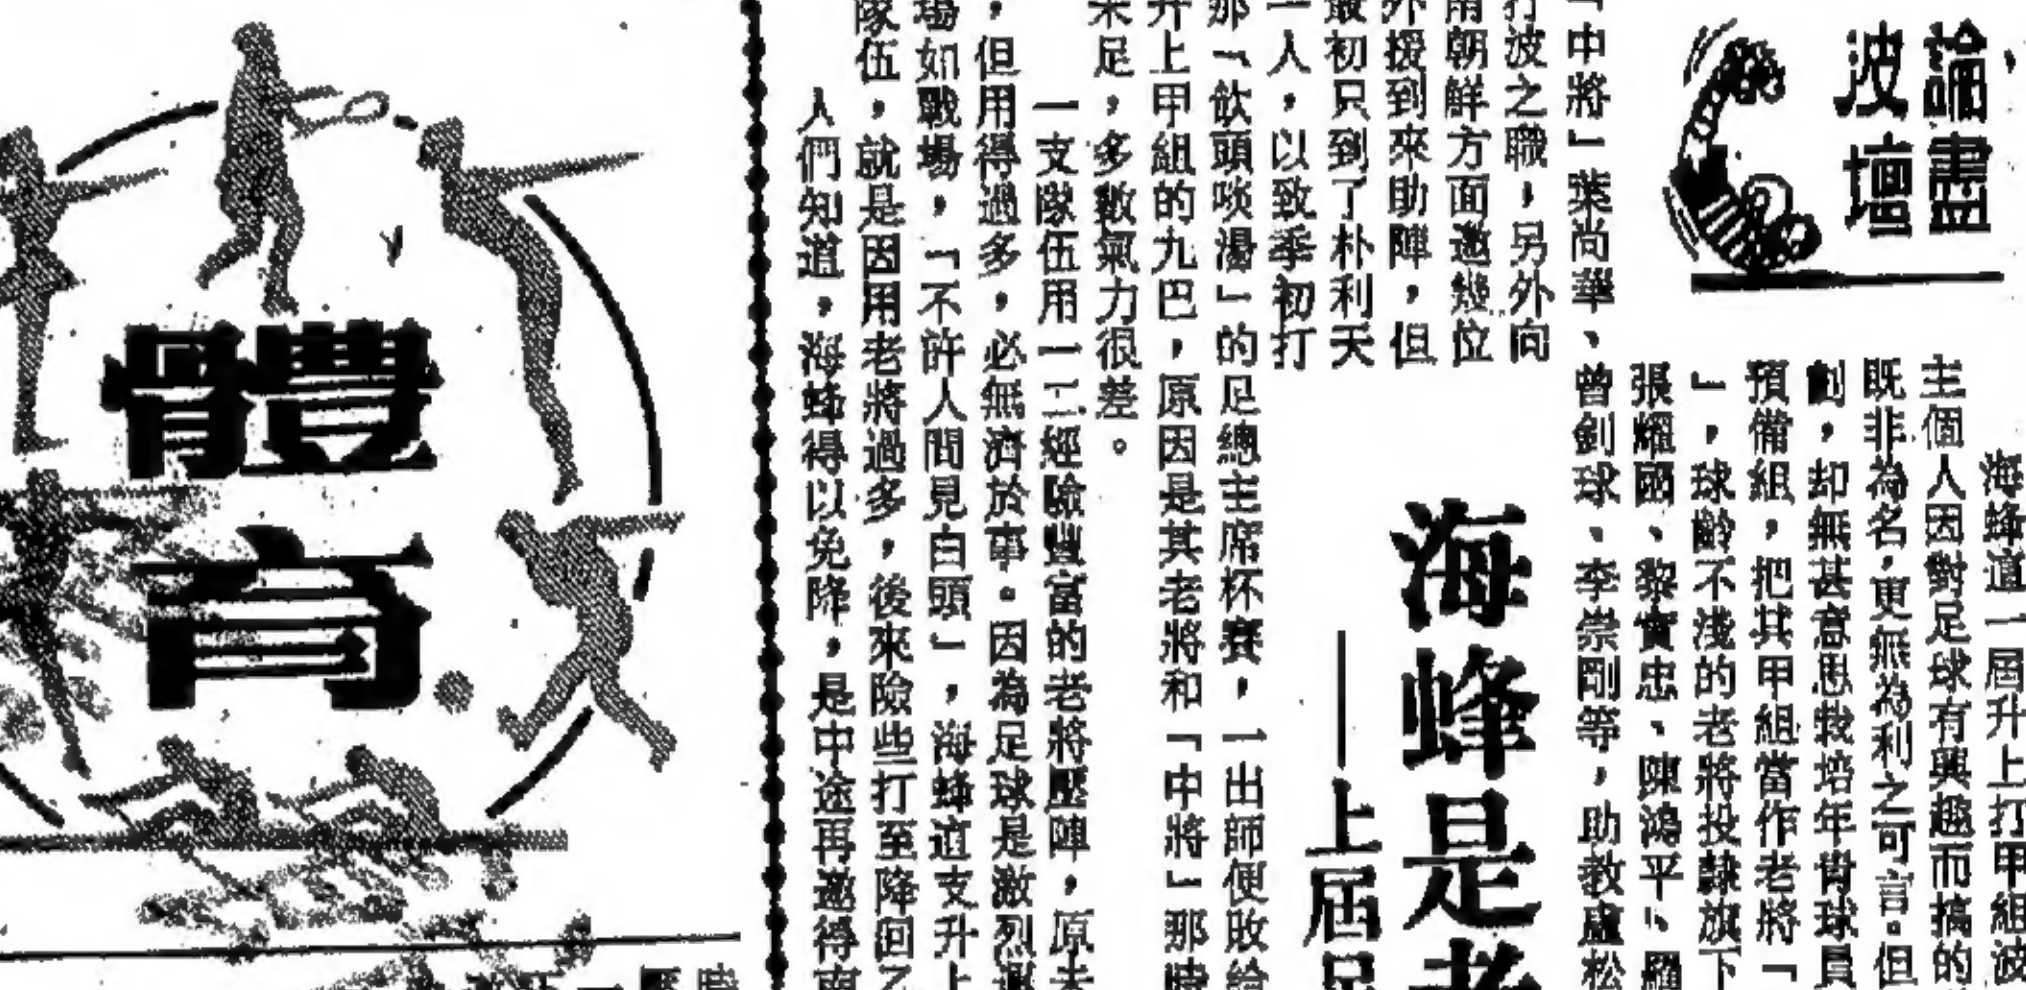 論盡
波壇
海蜂道一屆升上打甲組波
主個人因對足球有興趣而搞的
既非為名，更無為利之可言。但
劃，却無甚意思栽培年青球員
預備組，把其甲組當作老將「
」，球齡不淺的老將投隸旗下
張耀國、黎寶忠、陳鴻平、羅
曾劍球、李崇剛等，助教盧松
「中將」葉尚華、
打波之職，另外向
用朝鮮方面邀幾位
外援到來助陣，但
最初只到了朴利天
一人，以致季初打
海蜂是老
——上屆足
那「飲頭啖湯」的足總主席杯賽，一出師便敗給
升上甲組的九巴，原因是其老將和「中將」那時
未足，多數氣力很差。
一支隊伍用一二經驗豐富的老將壓陣，原未
，但用得過多，必無濟於事。因為足球是激烈運
場如戰場，「不許人間見白頭」，海蜂這支升上
隊伍，就是因用老將過多，後來險些打至降回乙
人們知道，海蜂得以免降，是中途再邀得南
體育